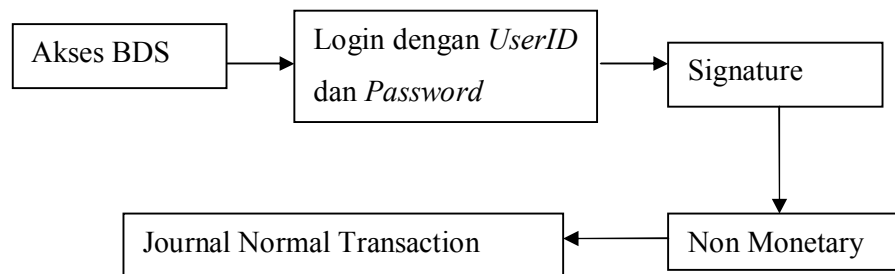 Akses BDS
Login dengan UserID
dan Password
Signature
Non Monetary
Journal Normal Transaction